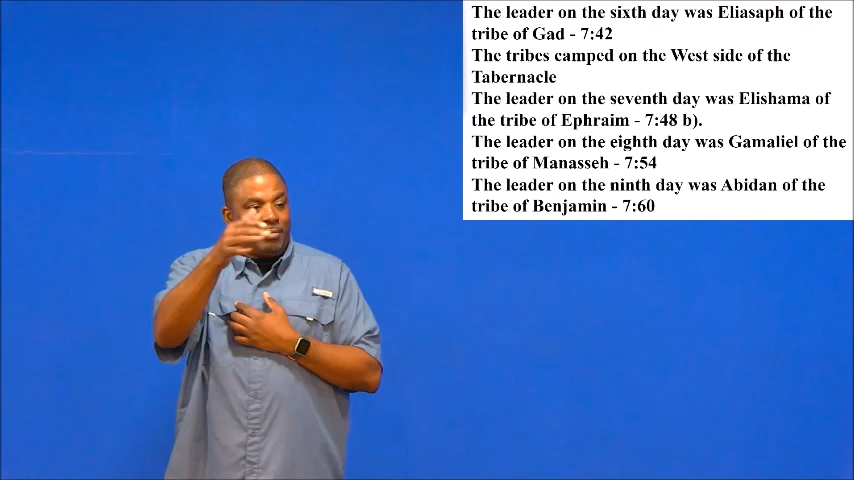 The leader on the sixth day was Eliasaph of the
tribe of Gad - 7:42
The tribes camped on the West side of the
Tabernacle
The leader on the seventh day was Elishama of
the tribe of Ephraim - 7:48 b).
The leader on the eighth day was Gamaliel of the
tribe of Manasseh - 7:54
The leader on the ninth day was Abidan of the
tribe of Benjamin - 7:60